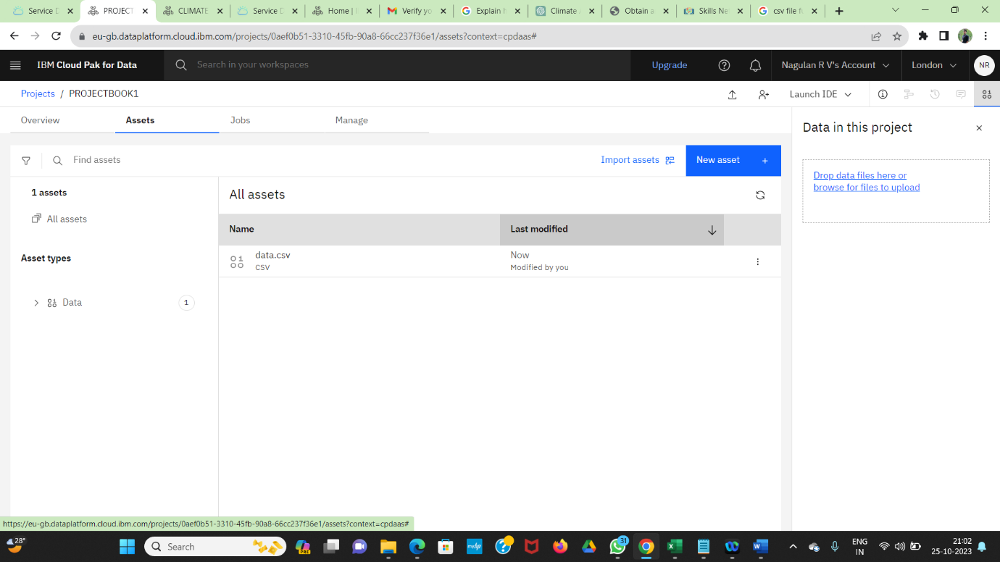 Service D
PROJECT
CLIMATE
Service D
Home |
Verify yo
Explain h
Climate
Obtain a
Skills Ne
csv file f
eu-gb.dataplatform.cloud.ibm.com/projects/0aef0b51-3310-45fb-90a8-66cc237f36e1/assets?context=cpdaas#
IBM Cloud Pak for Data
Search in your workspaces
Upgrade
Nagulan R V's Account
London
NR
Projects / PROJECTBOOK1
Launch IDE
Overview
Assets
Jobs
Manage
Data in this project
Find assets
Import assets
New asset +
Drop data files here or
browse for files to upload
1 assets
All assets
All assets
Name
Last modified
Asset types
data.csv
CSV
Now
Modified by you
Data
1
https://eu-gb.dataplatform.cloud.ibm.com/projects/0aef0b51-3310-45fb-90a8-66cc237f36e1/assets?context=cpdaas#
28°
Search
PRE
31
ENG
IN
21:02
25-10-2023